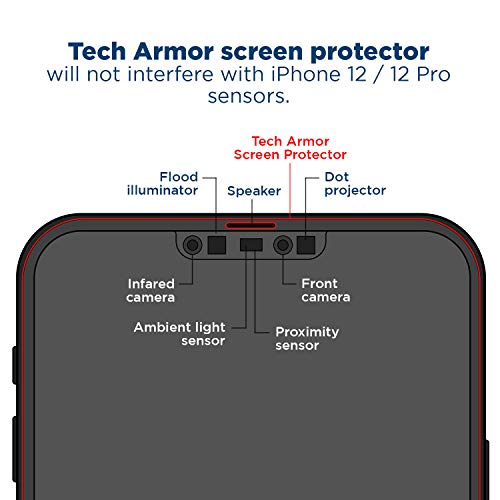 Tech Armor screen protector
will not interfere with iPhone 12 / 12 Pro
sensors.
Tech Armor
Screen Protector
Flood
illuminator
Speaker
Dot
projector
Infared
camera
Front
camera
Ambient light
sensor
Proximity
sensor